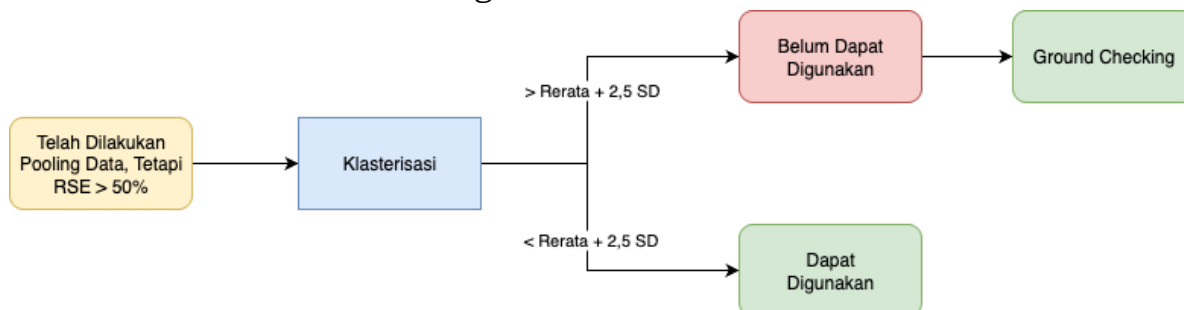 Belum Dapat
Digunakan
Ground Checking
> Rerata + 2,5 SD
Telah Dilakukan
Pooling Data, Tetapi
RSE > 50%
Klasterisasi
< Rerata + 2,5 SD
Dapat
Digunakan